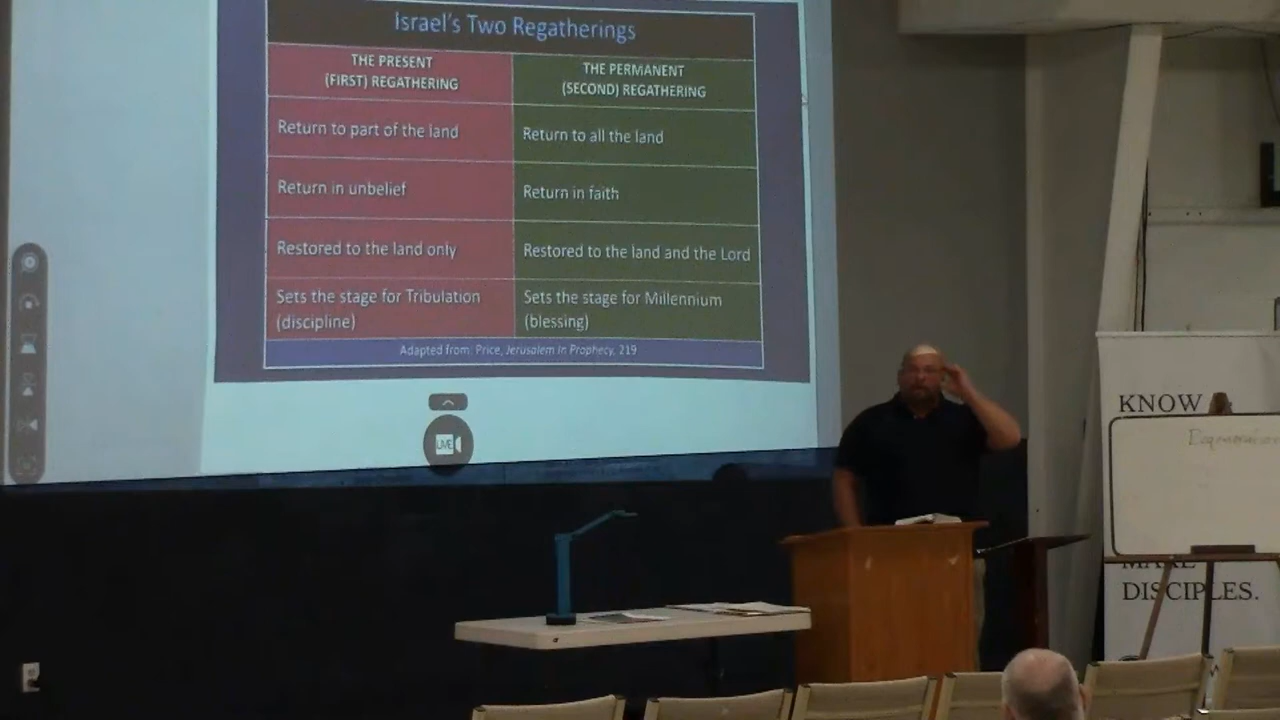 Israel's Two Regatherings
THE PRESENT
(FIRST) REGATHERING
THE PERMANENT
(SECOND) REGATHERING
Return to part of the land
Return to all the land
Return in unbelief
Return in faith
Restored to the land only
Restored to the land and the Lord
Sets the stage for Tribulation
(discipline)
Sets the stage for Millennium
(blessing)
Adapted from: Price, Jerusalem in Prophecy, 219
LIVE
KNOW
MAKE
DISCIPLES.